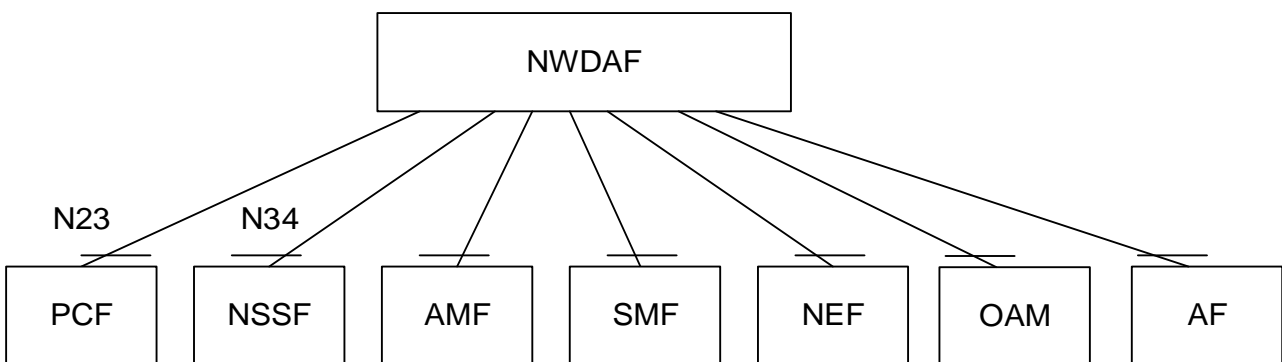 NWDAF
N23 N34
PCF NSSF AMF SMF NEF OAM AF